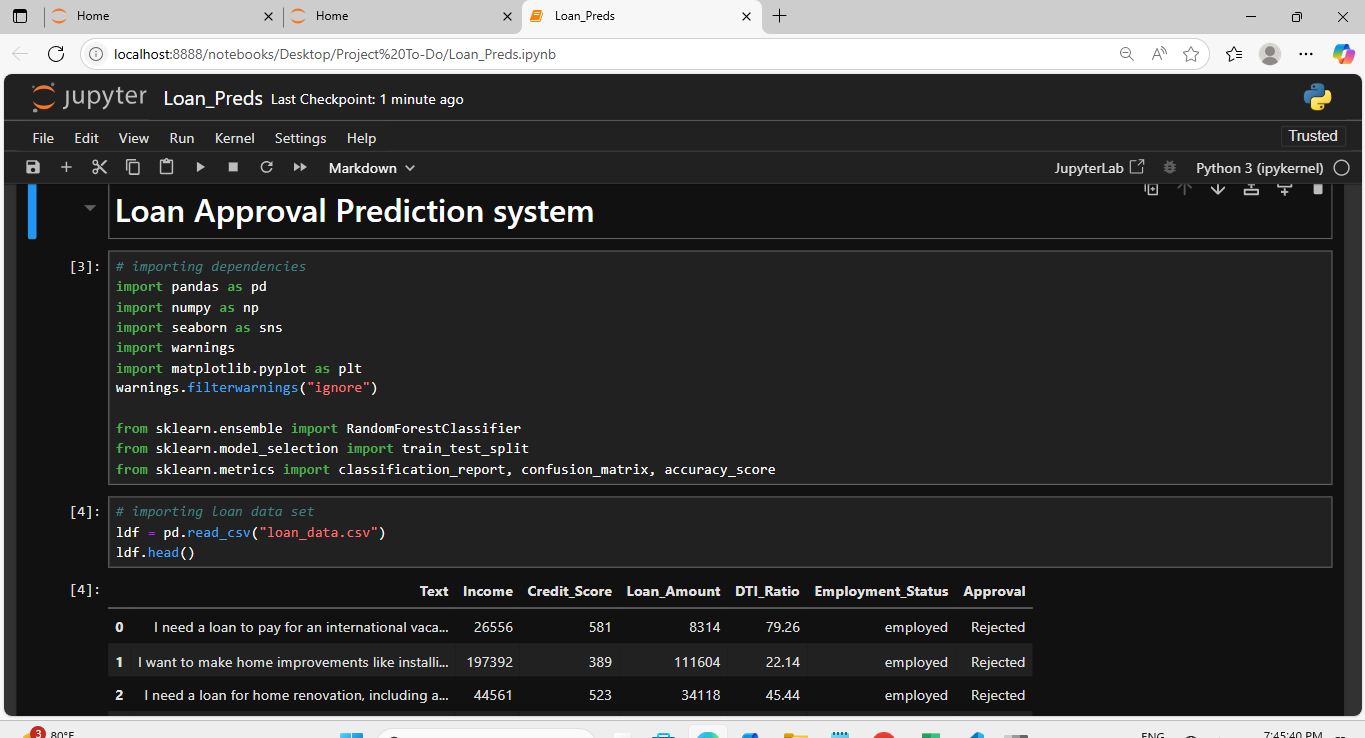 Home
Home
Loan_Preds
localhost:8888/notebooks/Desktop/Project%20To-Do/Loan_Preds.ipynb
jupyter Loan_Preds Last Checkpoint: 1 minute ago
File Edit View Run Kernel Settings Help
Trusted
Markdown
JupyterLab
Python 3 (ipykernel)
Loan Approval Prediction system
[3]:
# importing dependencies
import pandas as pd
import numpy as np
import seaborn as sns
import warnings
import matplotlib.pyplot as plt
warnings.filterwarnings("ignore")
from sklearn.ensemble import RandomForestClassifier
from sklearn.model_selection import train_test_split
from sklearn.metrics import classification_report, confusion_matrix, accuracy_score
[4]:
# importing loan data set
ldf = pd.read_csv("loan_data.csv")
ldf.head()
[4]:
Text Income Credit_Score Loan_Amount DTI_Ratio Employment_Status Approval
0 I need a loan to pay for an international vaca... 26556 581 8314 79.26 employed Rejected
1 I want to make home improvements like installi... 197392 389 111604 22.14 employed Rejected
2 I need a loan for home renovation, including a... 44561 523 34118 45.44 employed Rejected
3
80°F
ENG
7:45:40 PM